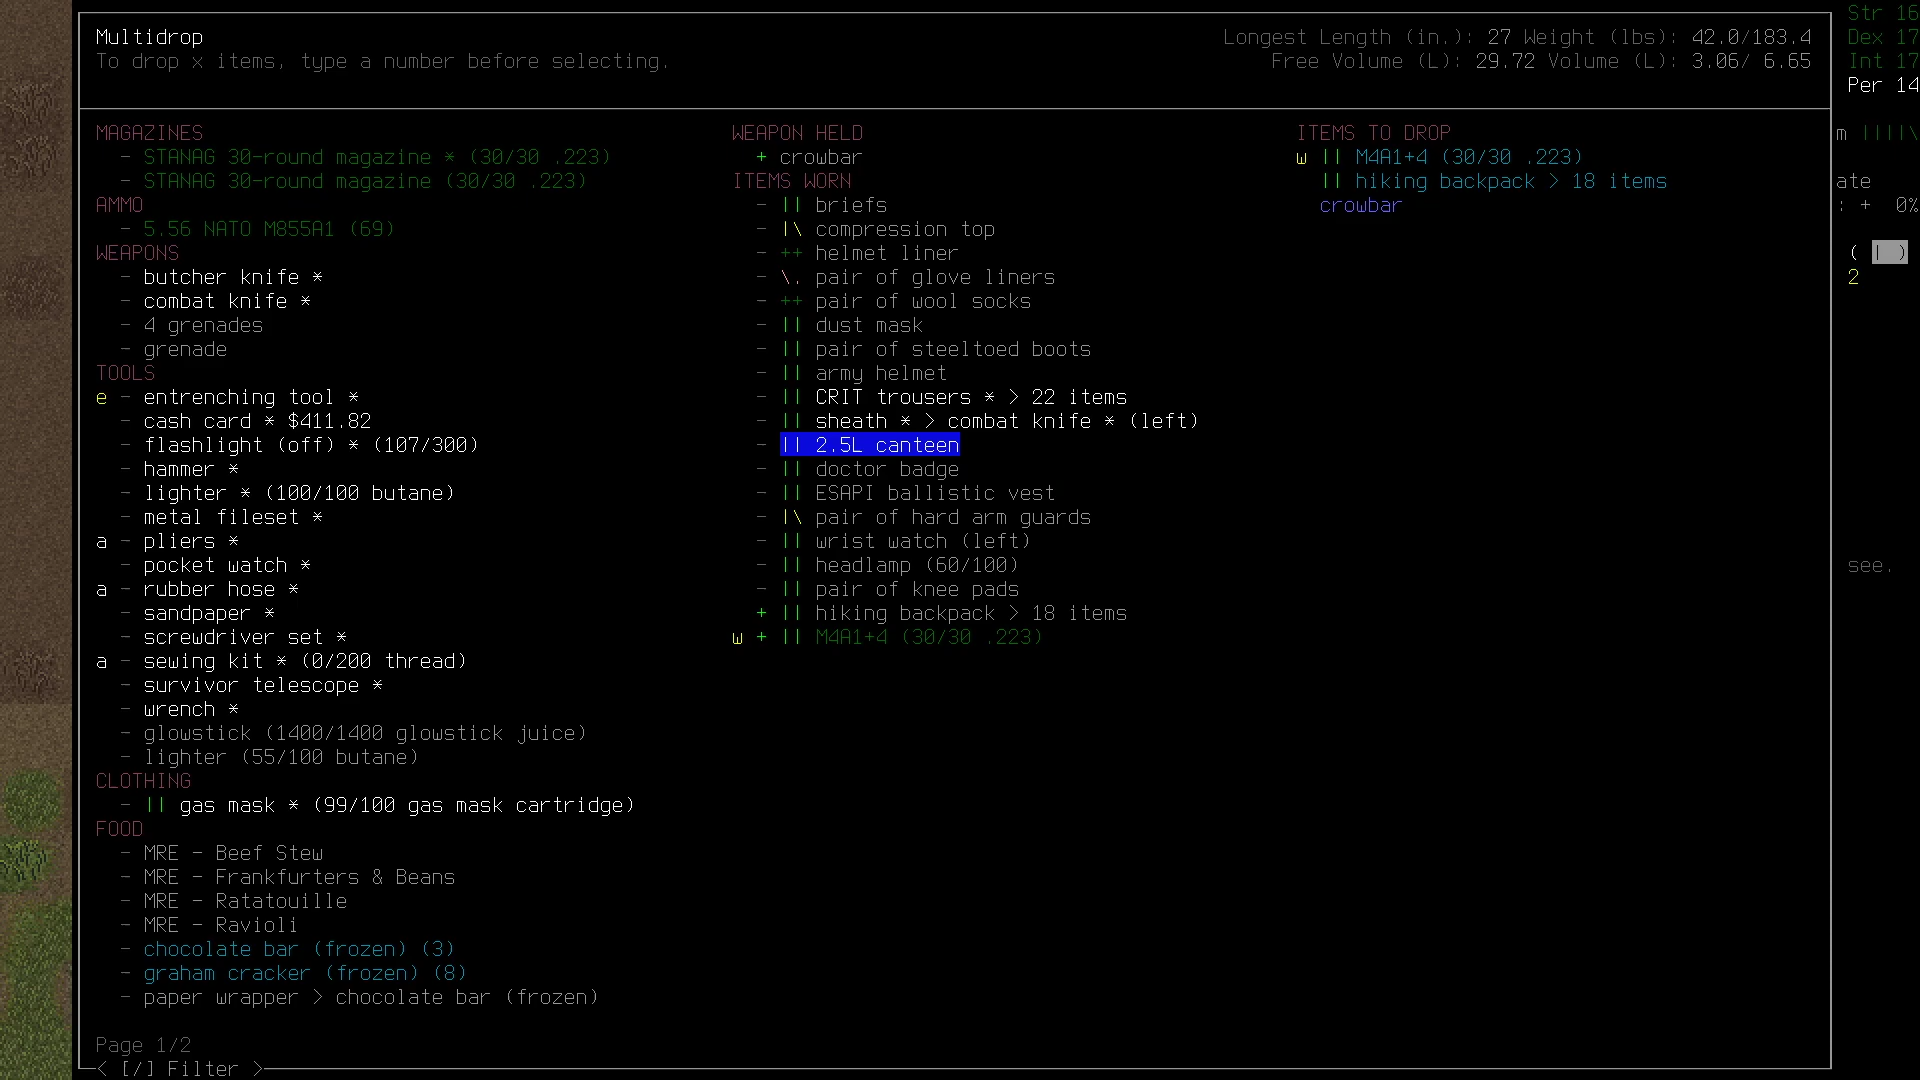 Multidrop
To drop x items, type a number before selecting.
Longest Length (in.): 27 Weight (lbs): 42.0/183.4
Free Volume (L): 29.72 Volume (L): 3.06/ 6.65
MAGAZINES
- STANAG 30-round magazine * (30/30 .223)
- STANAG 30-round magazine (30/30 .223)
AMMO
- 5.56 NATO M855A1 (69)
WEAPONS
- butcher knife *
- combat knife *
- 4 grenades
- grenade
TOOLS
e - entrenching tool *
- cash card * $411.82
- flashlight (off) * (107/300)
- hammer *
- lighter * (100/100 butane)
- metal fileset *
a - pliers *
- pocket watch *
a - rubber hose *
- sandpaper *
- screwdriver set *
a - sewing kit * (0/200 thread)
- survivor telescope *
- wrench *
- glowstick (1400/1400 glowstick juice)
- lighter (55/100 butane)
CLOTHING
- || gas mask * (99/100 gas mask cartridge)
FOOD
- MRE - Beef Stew
- MRE - Frankfurters & Beans
- MRE - Ratatouille
- MRE - Ravioli
- chocolate bar (frozen) (3)
- graham cracker (frozen) (8)
- paper wrapper > chocolate bar (frozen)
Page 1/2
< [/] Filter >
WEAPON HELD
+ crowbar
ITEMS WORN
- || briefs
- |\ compression top
- ++ helmet liner
- \. pair of glove liners
- ++ pair of wool socks
- || dust mask
- || pair of steeltoed boots
- || army helmet
- || CRIT trousers * > 22 items
- || sheath * > combat knife * (left)
- || 2.5L canteen
- || doctor badge
- || ESAPI ballistic vest
- |\ pair of hard arm guards
- || wrist watch (left)
- || headlamp (60/100)
- || pair of knee pads
+ || hiking backpack > 18 items
w + || M4A1+4 (30/30 .223)
ITEMS TO DROP
w || M4A1+4 (30/30 .223)
|| hiking backpack > 18 items
crowbar
Str 16
Dex 17
Int 17
Per 14
m ||||\
ate
: + 0%
( | )
2
see.